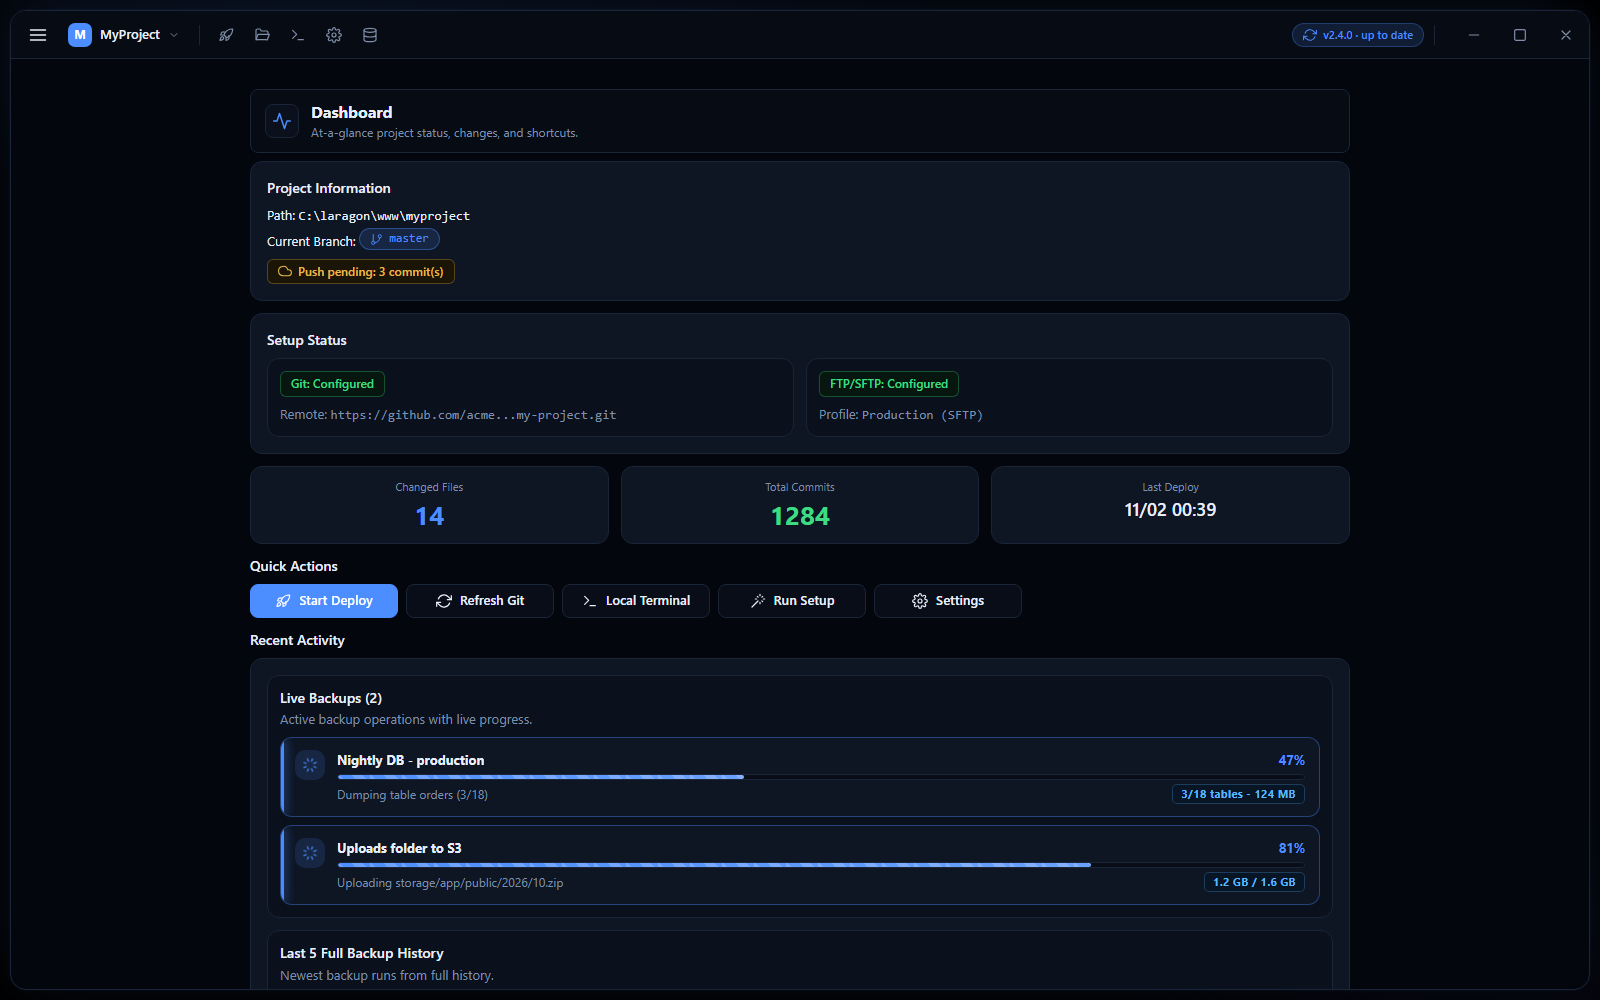 M MyProject
v2.4.0 · up to date
Dashboard
At-a-glance project status, changes, and shortcuts.
Project Information
Path: C:\laragon\www\myproject
Current Branch: master
Push pending: 3 commit(s)
Setup Status
Git: Configured
Remote: https://github.com/acme...my-project.git
FTP/SFTP: Configured
Profile: Production (SFTP)
Changed Files
14
Total Commits
1284
Last Deploy
11/02 00:39
Quick Actions
Start Deploy
Refresh Git
Local Terminal
Run Setup
Settings
Recent Activity
Live Backups (2)
Active backup operations with live progress.
Nightly DB - production
47%
Dumping table orders (3/18)
3/18 tables - 124 MB
Uploads folder to S3
81%
Uploading storage/app/public/2026/10.zip
1.2 GB / 1.6 GB
Last 5 Full Backup History
Newest backup runs from full history.